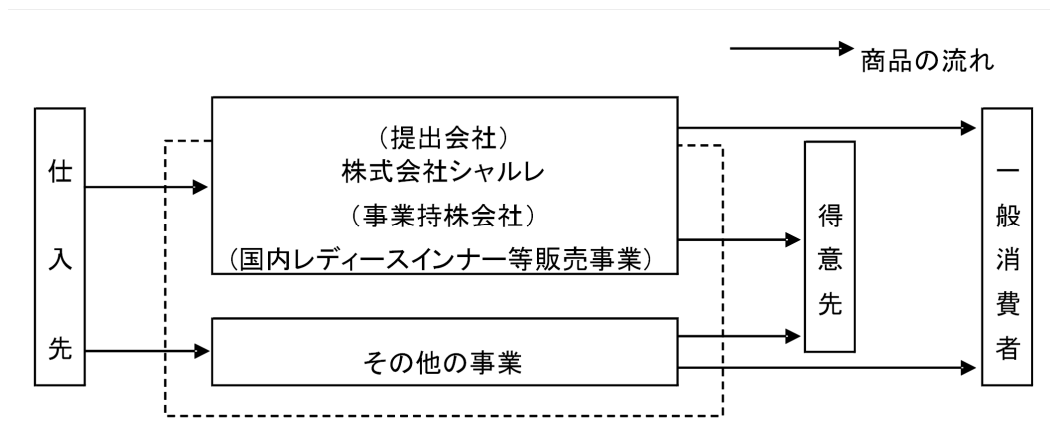 商品の流れ
仕入先
（提出会社）
株式会社シャルレ
（事業持株会社）
（国内レディースインナー等販売事業）
その他の事業
得意先
一般消費者